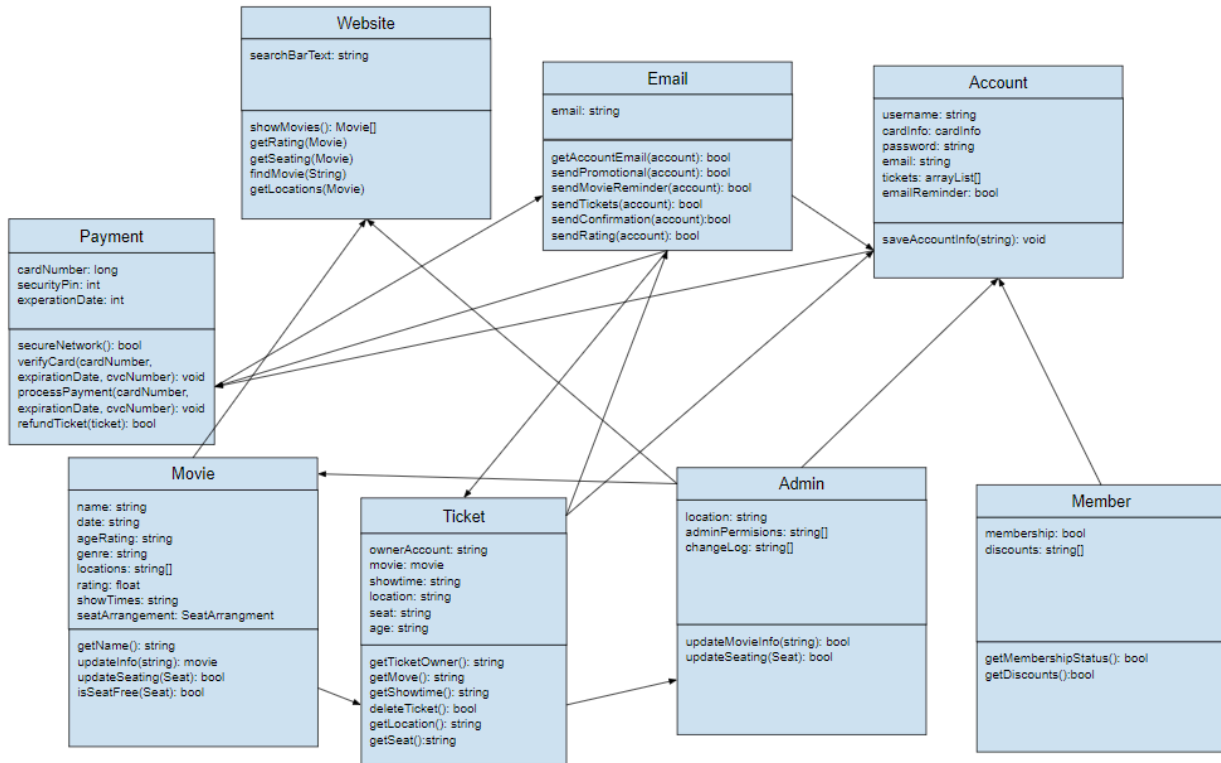 Website
searchBarText: string
showMovies(): Movie[]
getRating(Movie)
getSeating(Movie)
findMovie(String)
getLocations(Movie)
Email
email: string
getAccountEmail(account): bool
sendPromotional(account): bool
sendMovieReminder(account): bool
sendTickets(account): bool
sendConfirmation(account):bool
sendRating(account): bool
Account
username: string
cardInfo: cardInfo
password: string
email: string
tickets: arrayList[]
emailReminder: bool
saveAccountInfo(string): void
Payment
cardNumber: long
securityPin: int
experationDate: int
secureNetwork(): bool
verifyCard(cardNumber,
expirationDate, cvcNumber): void
processPayment(cardNumber,
expirationDate, cvcNumber): void
refundTicket(ticket): bool
Movie
name: string
date: string
ageRating: string
genre: string
locations: string[]
rating: float
showTimes: string
seatArrangement: SeatArrangment
getName(): string
updateInfo(string): movie
updateSeating(Seat): bool
isSeatFree(Seat): bool
Ticket
ownerAccount: string
movie: movie
showtime: string
location: string
seat: string
age: string
getTicketOwner(): string
getMove(): string
getShowtime(): string
deleteTicket(): bool
getLocation(): string
getSeat():string
Admin
location: string
adminPermisions: string[]
changeLog: string[]
updateMovieInfo(string): bool
updateSeating(Seat): bool
Member
membership: bool
discounts: string[]
getMembershipStatus(): bool
getDiscounts():bool